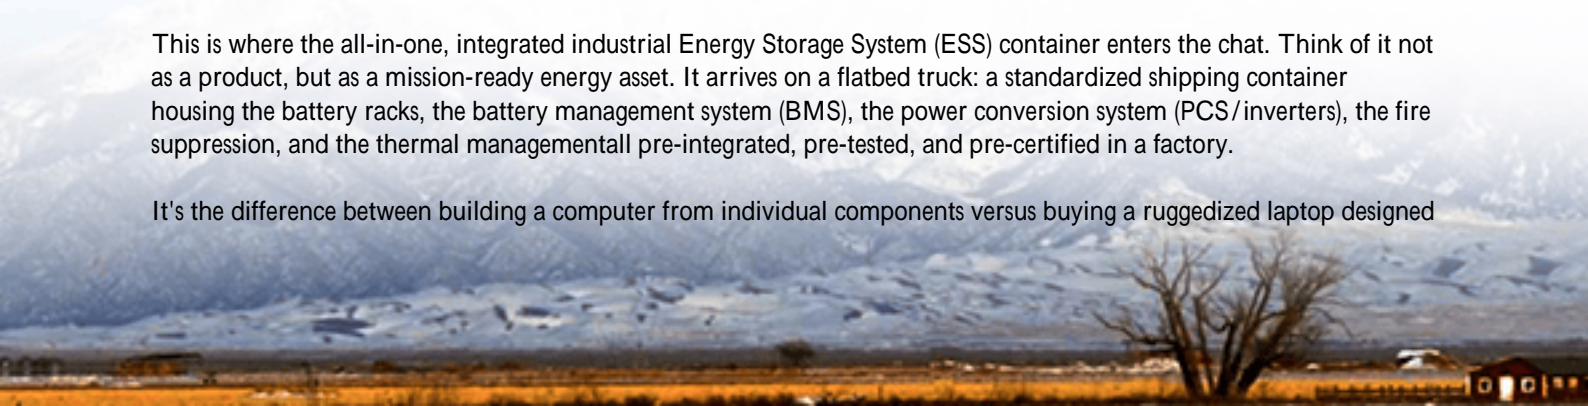 This is where the all-in-one, integrated industrial Energy Storage System (ESS) container enters the chat. Think of it not
as a product, but as a mission-ready energy asset. It arrives on a flatbed truck: a standardized shipping container
housing the battery racks, the battery management system (BMS), the power conversion system (PCS/inverters), the fire
suppression, and the thermal managementall pre-integrated, pre-tested, and pre-certified in a factory.
It's the difference between building a computer from individual components versus buying a ruggedized laptop designed